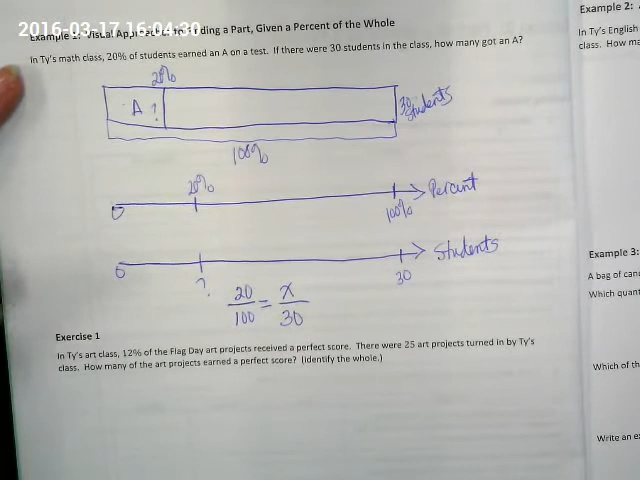 2016-03-17 16:04:30
Example 1: Visual Approaches to Finding a Part, Given a Percent of the Whole
In Ty's math class, 20% of students earned an A on a test. If there were 30 students in the class, how many got an A?
20%
A ?
30 students
100%
20%
0
100%
Percent
0
?
30
Students
20/100 = x/30
Exercise 1
In Ty's art class, 12% of the Flag Day art projects received a perfect score. There were 25 art projects turned in by Ty's
class. How many of the art projects earned a perfect score? (Identify the whole.)
Example 2:
In Ty's English
class. How
Example 3:
A bag of
Which
Which of
Write an